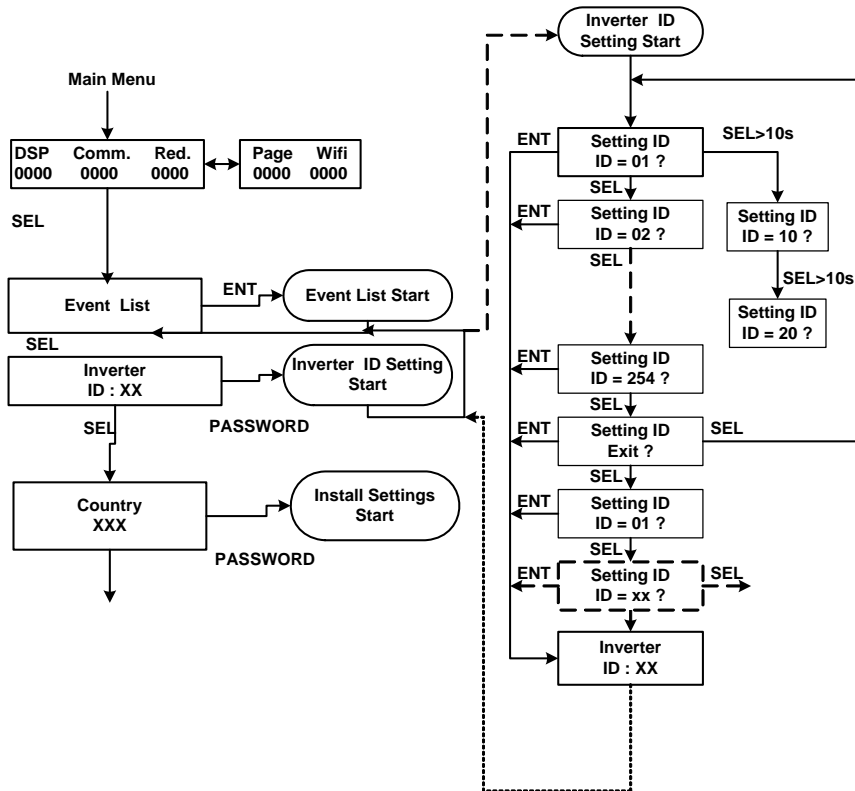 Main Menu
DSP Comm. Red.
0000 0000 0000
Page Wifi
0000 0000
SEL
Event List
ENT
Event List Start
SEL
Inverter
ID : XX
Inverter ID Setting
Start
SEL
PASSWORD
Country
XXX
Install Settings
Start
PASSWORD
Inverter ID
Setting Start
ENT
Setting ID
ID = 01 ?
SEL>10s
SEL
ENT
Setting ID
ID = 02 ?
SEL
Setting ID
ID = 10 ?
SEL>10s
Setting ID
ID = 20 ?
ENT
Setting ID
ID = 254 ?
SEL
ENT
Setting ID
Exit ?
SEL
SEL
ENT
Setting ID
ID = 01 ?
SEL
ENT
Setting ID
ID = xx ?
SEL
Inverter
ID : XX